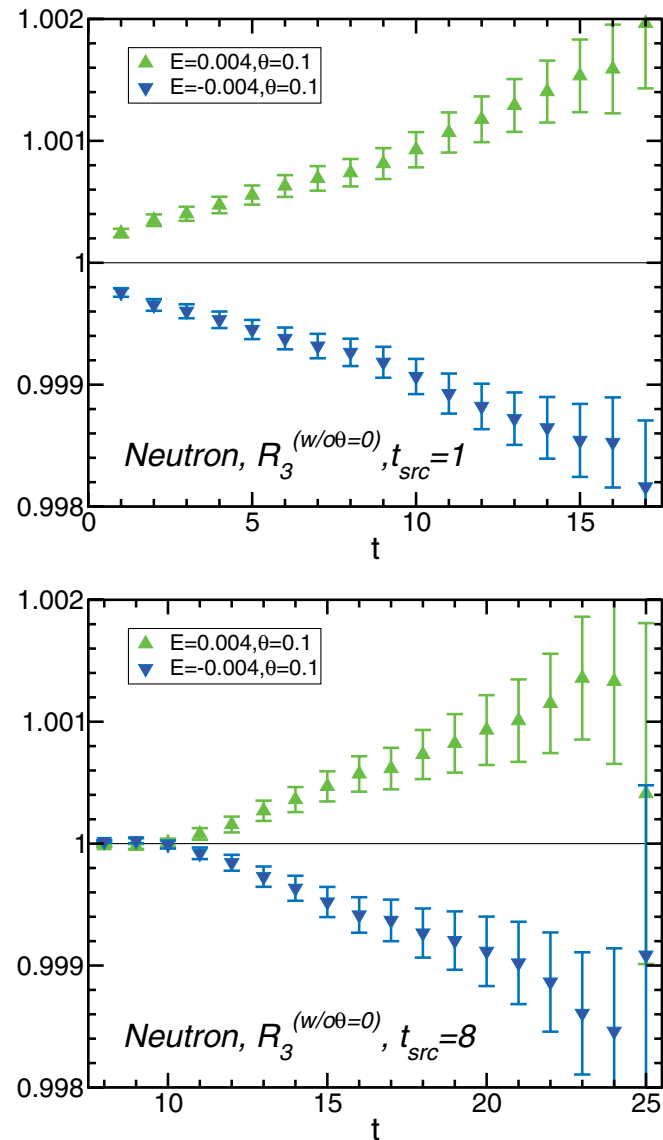 1.002
E=0.004,θ=0.1
E=-0.004,θ=0.1
1.001
1
0.999
Neutron, R3(w/oθ=0),tsrc=1
0.998
0 5 10 15
t
1.002
E=0.004,θ=0.1
E=-0.004,θ=0.1
1.001
1
0.999
Neutron, R3(w/oθ=0), tsrc=8
0.998
10 15 20 25
t